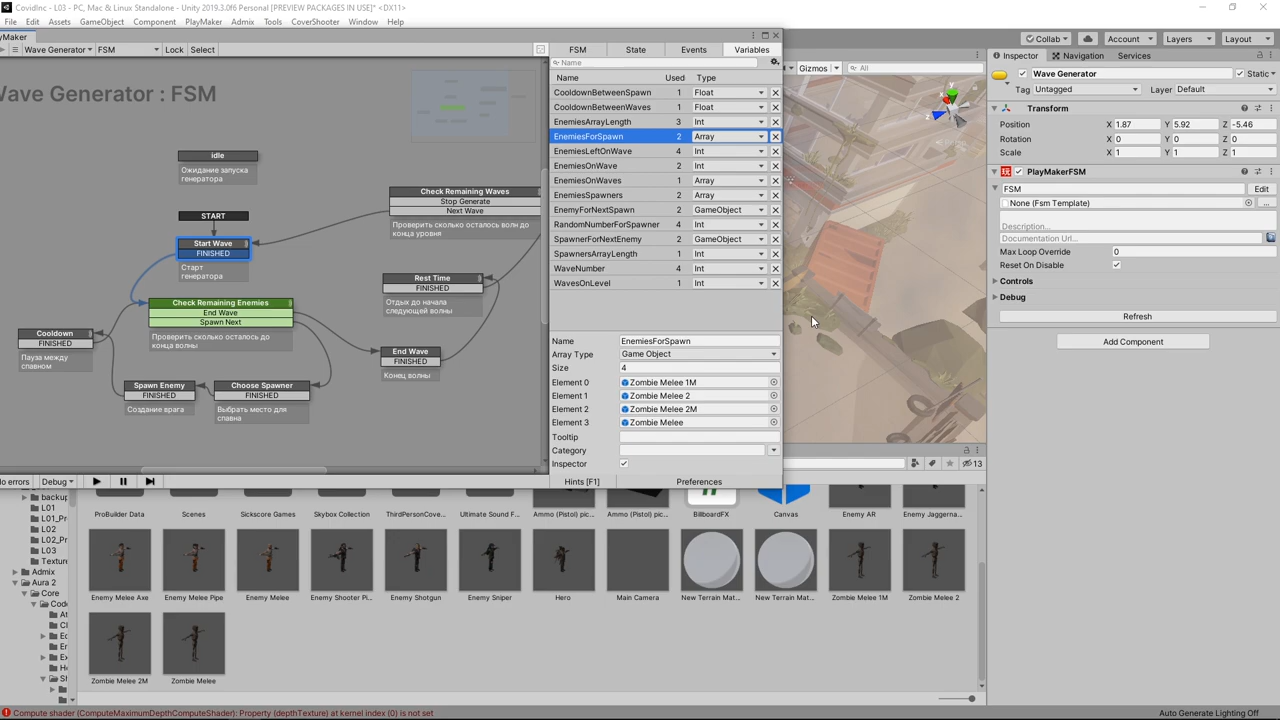 CovidInc - L03 - PC, Mac & Linux Standalone - Unity 2019.3.0f6 Personal [PREVIEW PACKAGES IN USE]* <DX11>
File Edit Assets GameObject Component PlayMaker Admix Tools CoverShooter Window Help
Collab Account Layers Layout
yMaker
Wave Generator FSM Lock Select
FSM State Events Variables
Gizmos All
Inspector Navigation Services
Wave Generator Static
Tag Untagged Layer Default
Transform
Position X 1.87 Y 5.92 Z -5.46
Rotation X 0 Y 0 Z 0
Scale X 1 Y 1 Z 1
PlayMakerFSM
FSM Edit
None (Fsm Template) ...
Description...
Documentation Url...
Max Loop Override 0
Reset On Disable
Controls
Debug
Refresh
Add Component
Wave Generator : FSM
idle
Ожидание запуска
генератора
START
Start Wave
FINISHED
Старт
генератора
Check Remaining Waves
Stop Generate
Next Wave
Проверить сколько осталось волн до
конца уровня
Rest Time
FINISHED
Отдых до начала
следующей волны
Check Remaining Enemies
End Wave
Spawn Next
Проверить сколько осталось до
конца волны
Cooldown
FINISHED
Пауза между
спавном
End Wave
FINISHED
Конец волны
Spawn Enemy
FINISHED
Создание врага
Choose Spawner
FINISHED
Выбрать место для
спавна
Name
Name Used Type
CooldownBetweenSpawn 1 Float
CooldownBetweenWaves 1 Float
EnemiesArrayLength 3 Int
EnemiesForSpawn 2 Array
EnemiesLeftOnWave 4 Int
EnemiesOnWave 2 Int
EnemiesOnWaves 1 Array
EnemiesSpawners 2 Array
EnemyForNextSpawn 2 GameObject
RandomNumberForSpawner 4 Int
SpawnerForNextEnemy 2 GameObject
SpawnersArrayLength 1 Int
WaveNumber 4 Int
WavesOnLevel 1 Int
Name EnemiesForSpawn
Array Type Game Object
Size 4
Element 0 Zombie Melee 1M
Element 1 Zombie Melee 2
Element 2 Zombie Melee 2M
Element 3 Zombie Melee
Tooltip
Category
Inspector
Hints [F1] Preferences
No errors Debug
13
backup
L01
L01_Pr
L02
L02_Pr
L03
Texture
Admix
Aura 2
Core
Code
ProBuilder Data Scenes Sickscore Games Skybox Collection ThirdPersonCove... Ultimate Sound F... Ammo (Pistol) pic... Ammo (Pistol) pic... BillboardFX Canvas Enemy AR Enemy Jaggerna...
Enemy Melee Axe Enemy Melee Pipe Enemy Melee Enemy Shooter Pi... Enemy Shotgun Enemy Sniper Hero Main Camera New Terrain Mat... New Terrain Mat... Zombie Melee 1M Zombie Melee 2
Zombie Melee 2M Zombie Melee
Compute shader (ComputeMaximumDepthComputeShader): Property (depthTexture) at kernel index (0) is not set
Auto Generate Lighting Off